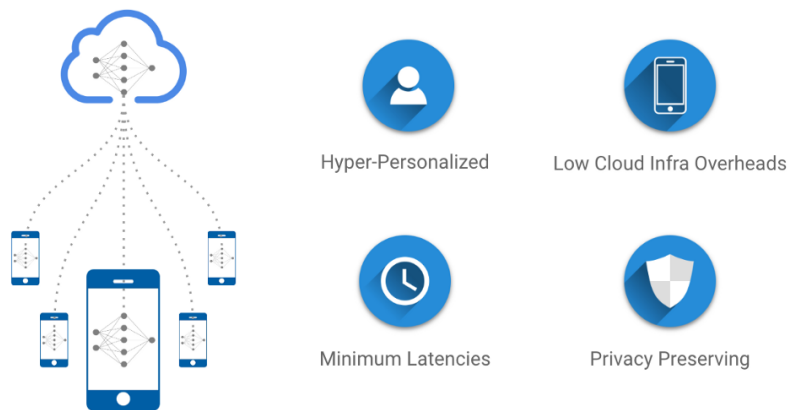 Hyper-Personalized
Low Cloud Infra Overheads
Minimum Latencies
Privacy Preserving